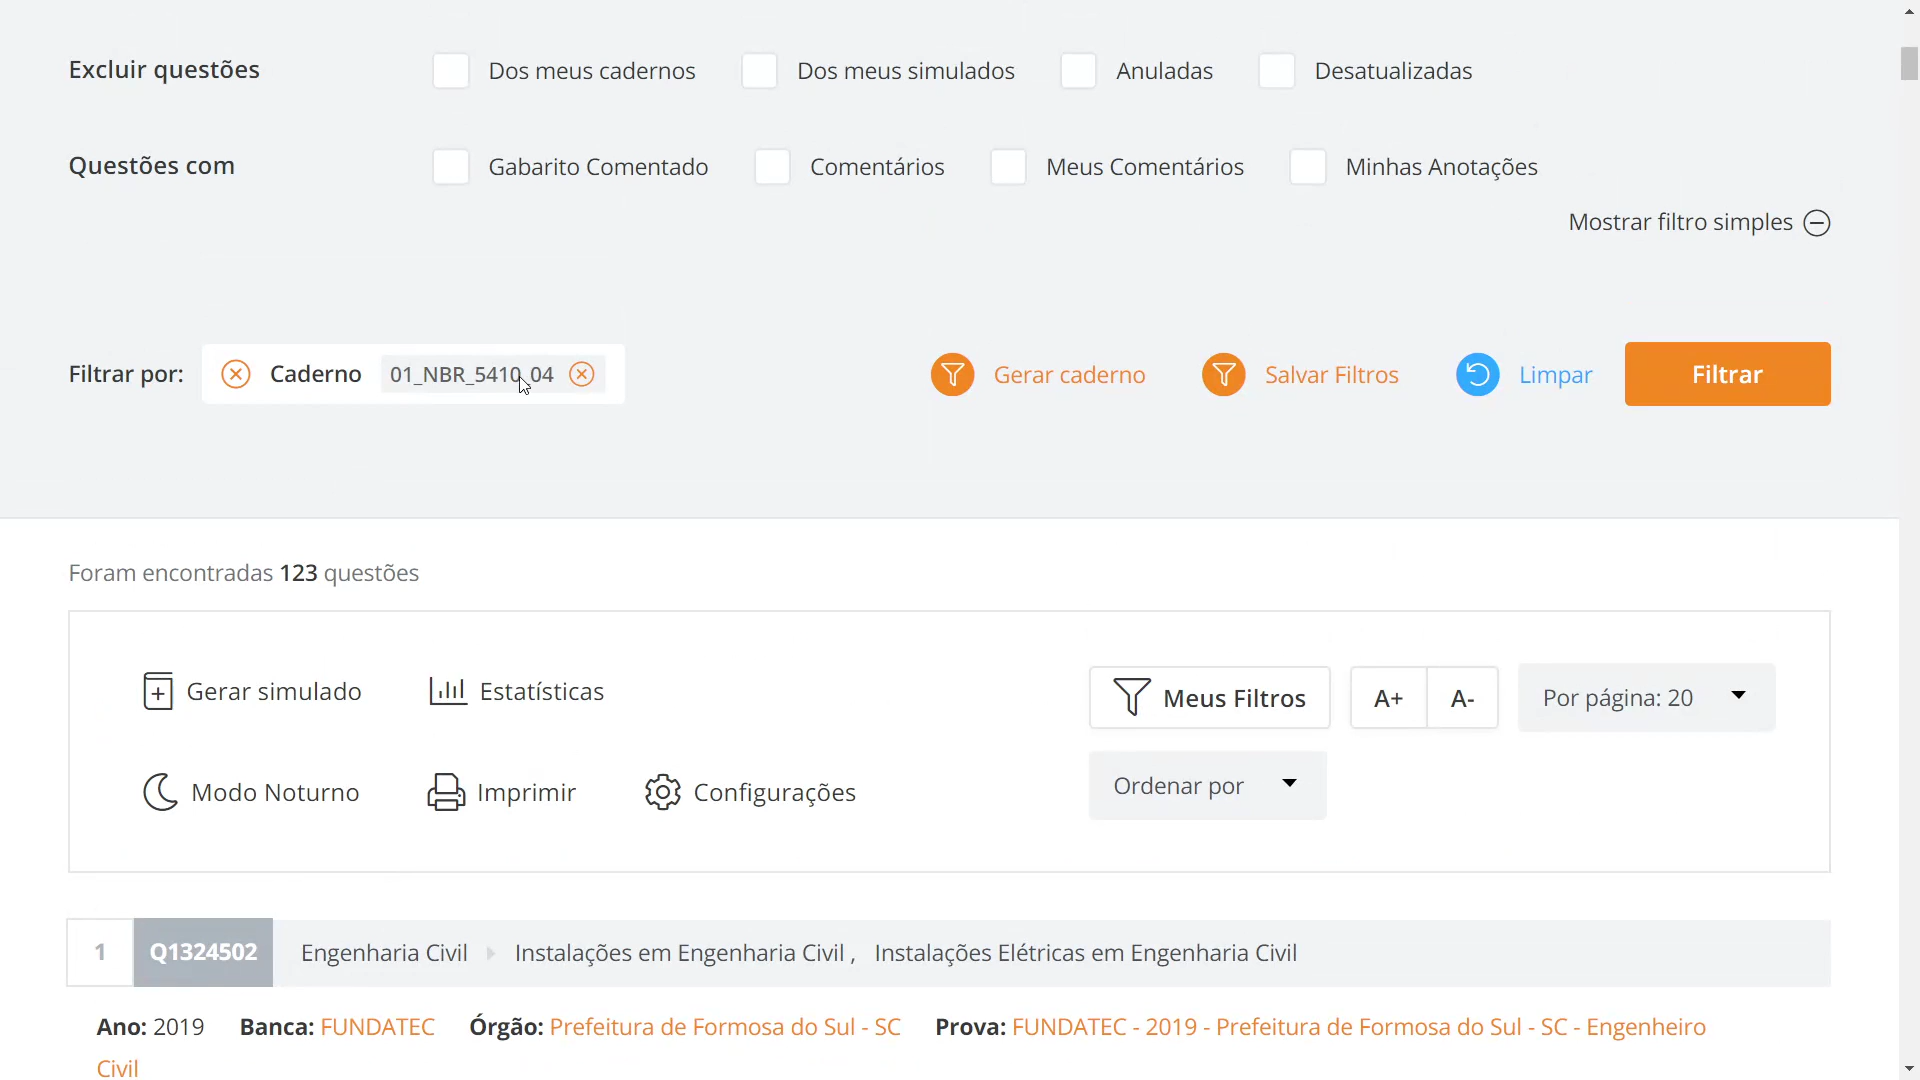 Excluir questões Dos meus cadernos Dos meus simulados Anuladas Desatualizadas
Questões com Gabarito Comentado Comentários Meus Comentários Minhas Anotações
Mostrar filtro simples
Filtrar por: Caderno 01_NBR_5410_04 Gerar caderno Salvar Filtros Limpar Filtrar
Foram encontradas 123 questões
Gerar simulado Estatísticas Meus Filtros A+ A- Por página: 20
Modo Noturno Imprimir Configurações Ordenar por
1 Q1324502 Engenharia Civil Instalações em Engenharia Civil , Instalações Elétricas em Engenharia Civil
Ano: 2019 Banca: FUNDATEC Órgão: Prefeitura de Formosa do Sul - SC Prova: FUNDATEC - 2019 - Prefeitura de Formosa do Sul - SC - Engenheiro
Civil